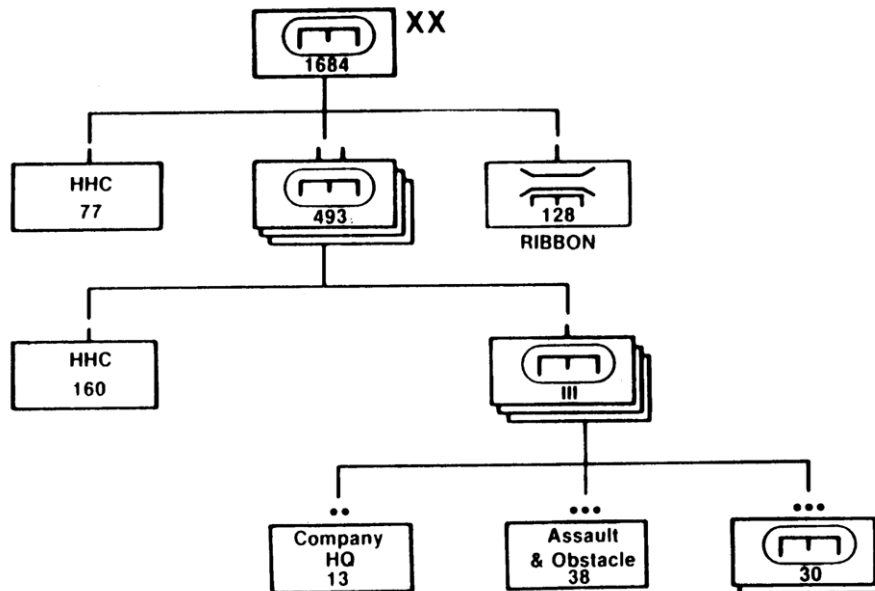 XX
1684
HHC
77
493
128
RIBBON
HHC
160
III
Company
HQ
13
Assault
& Obstacle
38
30